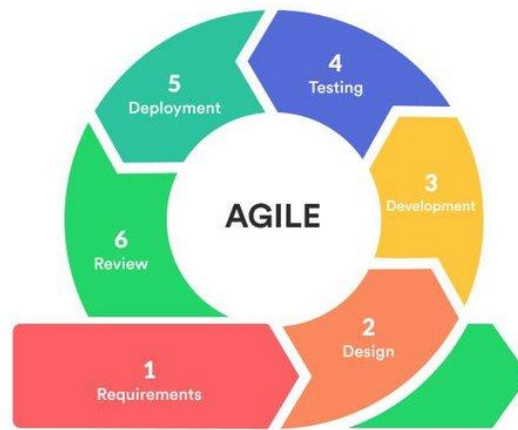 AGILE
1
Requirements
2
Design
3
Development
4
Testing
5
Deployment
6
Review